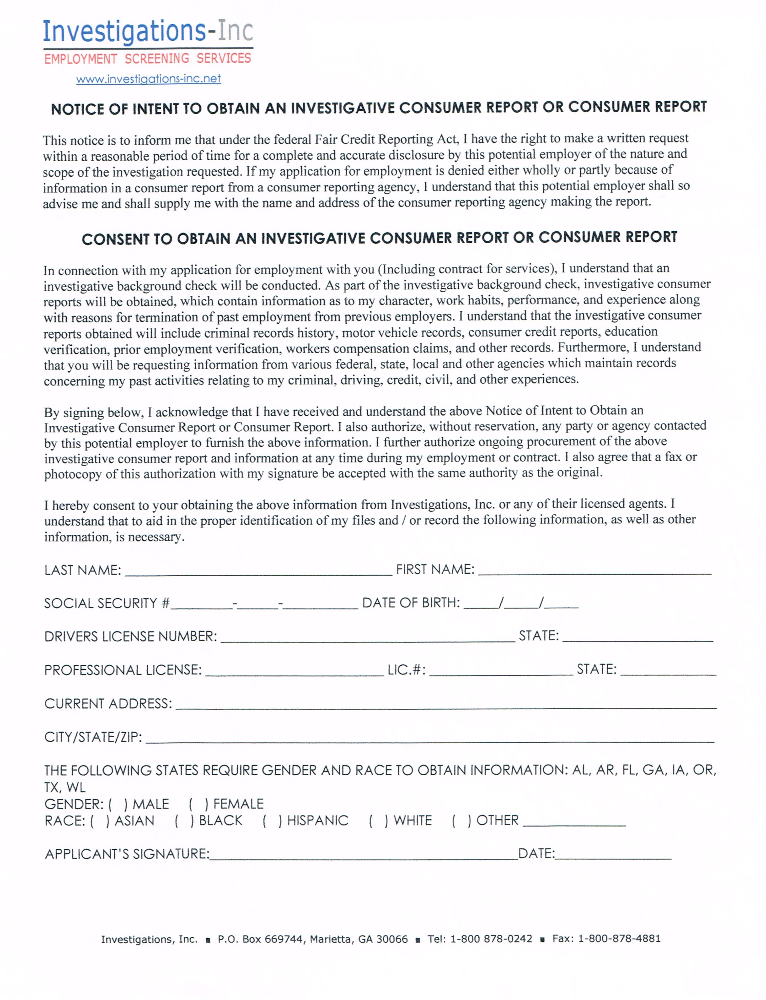 Investigations-Inc
EMPLOYMENT SCREENING SERVICES
www.investigations-inc.net
NOTICE OF INTENT TO OBTAIN AN INVESTIGATIVE CONSUMER REPORT OR CONSUMER REPORT
This notice is to inform me that under the federal Fair Credit Reporting Act, I have the right to make a written request
within a reasonable period of time for a complete and accurate disclosure by this potential employer of the nature and
scope of the investigation requested. If my application for employment is denied either wholly or partly because of
information in a consumer report from a consumer reporting agency, I understand that this potential employer shall so
advise me and shall supply me with the name and address of the consumer reporting agency making the report.
CONSENT TO OBTAIN AN INVESTIGATIVE CONSUMER REPORT OR CONSUMER REPORT
In connection with my application for employment with you (Including contract for services), I understand that an
investigative background check will be conducted. As part of the investigative background check, investigative consumer
reports will be obtained, which contain information as to my character, work habits, performance, and experience along
with reasons for termination of past employment from previous employers. I understand that the investigative consumer
reports obtained will include criminal records history, motor vehicle records, consumer credit reports, education
verification, prior employment verification, workers compensation claims, and other records. Furthermore, I understand
that you will be requesting information from various federal, state, local and other agencies which maintain records
concerning my past activities relating to my criminal, driving, credit, civil, and other experiences.
By signing below, I acknowledge that I have received and understand the above Notice of Intent to Obtain an
Investigative Consumer Report or Consumer Report. I also authorize, without reservation, any party or agency contacted
by this potential employer to furnish the above information. I further authorize ongoing procurement of the above
investigative consumer report and information at any time during my employment or contract. I also agree that a fax or
photocopy of this authorization with my signature be accepted with the same authority as the original.
I hereby consent to your obtaining the above information from Investigations, Inc. or any of their licensed agents. I
understand that to aid in the proper identification of my files and / or record the following information, as well as other
information, is necessary.
LAST NAME: ____________________ FIRST NAME: ____________________
SOCIAL SECURITY #________-_______-__________ DATE OF BIRTH: _____/_____/_____
DRIVERS LICENSE NUMBER: ____________________ STATE: ____________________
PROFESSIONAL LICENSE: ____________________ LIC.#: ____________________ STATE: ____________
CURRENT ADDRESS: ____________________
CITY/STATE/ZIP: ____________________
THE FOLLOWING STATES REQUIRE GENDER AND RACE TO OBTAIN INFORMATION: AL, AR, FL, GA, IA, OR,
TX, WL
GENDER: ( ) MALE ( ) FEMALE
RACE: ( ) ASIAN ( ) BLACK ( ) HISPANIC ( ) WHITE ( ) OTHER ______________
APPLICANT'S SIGNATURE:____________________DATE:________________
Investigations, Inc. ■ P.O. Box 669744, Marietta, GA 30066 ■ Tel: 1-800 878-0242 ■ Fax: 1-800-878-4881